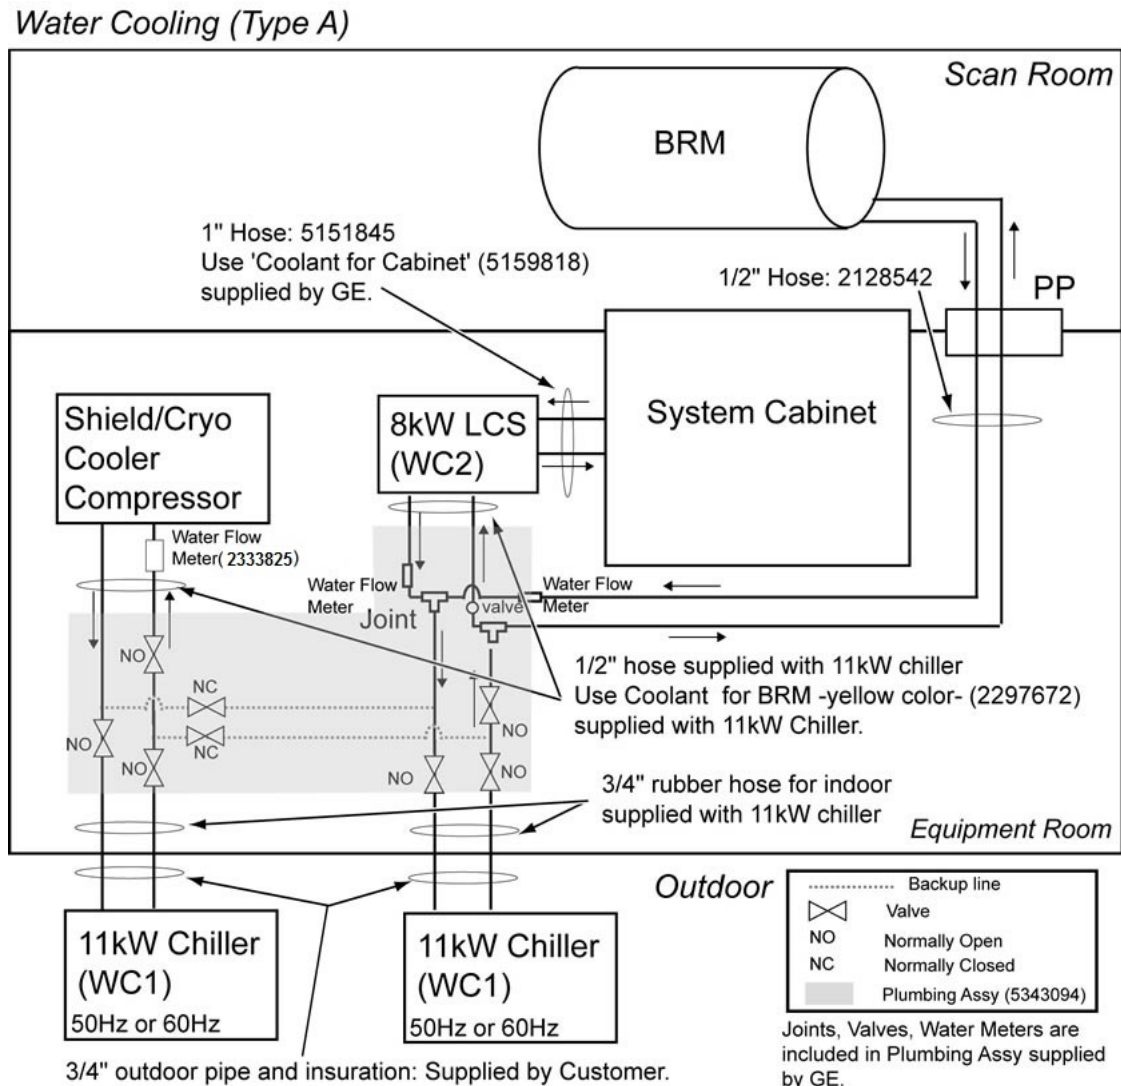 Water Cooling (Type A)
Scan Room
BRM
1" Hose: 5151845
Use 'Coolant for Cabinet' (5159818)
supplied by GE.
1/2" Hose: 2128542
PP
Shield/Cryo
Cooler
Compressor
8kW LCS
(WC2)
System Cabinet
Water Flow
Meter(2333825)
Water Flow
Meter
Joint
valve
Water Flow
Meter
NO
NC
NC
NO
NO
NO
NO
NO
1/2" hose supplied with 11kW chiller
Use Coolant for BRM -yellow color- (2297672)
supplied with 11kW Chiller.
3/4" rubber hose for indoor
supplied with 11kW chiller
Equipment Room
Outdoor
11kW Chiller
(WC1)
50Hz or 60Hz
11kW Chiller
(WC1)
50Hz or 60Hz
Backup line
Valve
NO Normally Open
NC Normally Closed
Plumbing Assy (5343094)
Joints, Valves, Water Meters are
included in Plumbing Assy supplied
by GE.
3/4" outdoor pipe and insuration: Supplied by Customer.